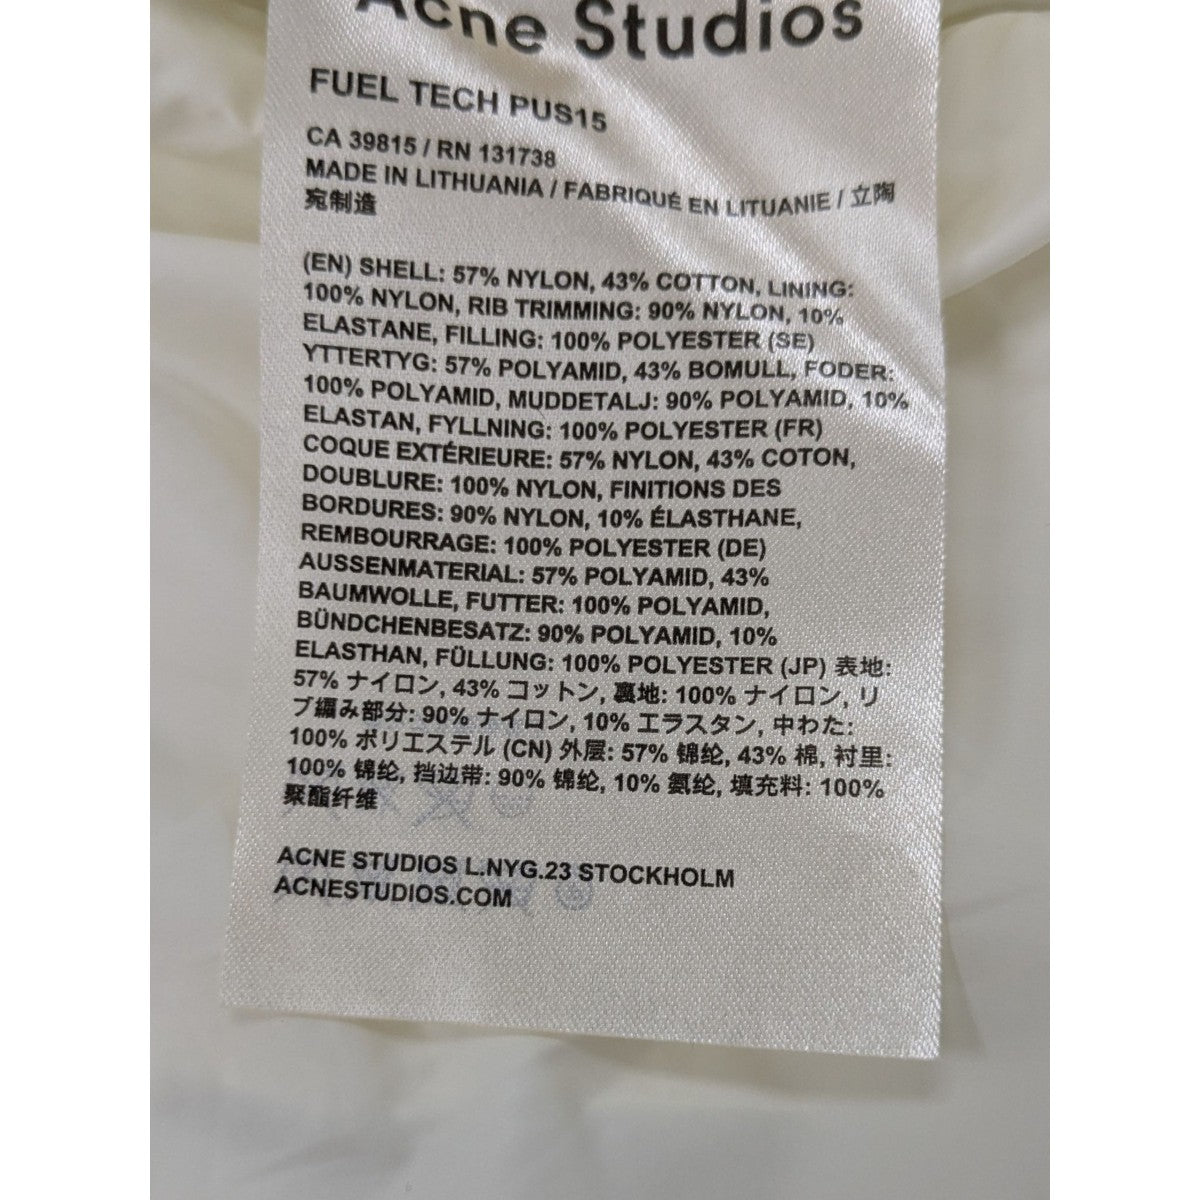 Acne Studios
FUEL TECH PUS15
CA 39815 / RN 131738
MADE IN LITHUANIA / FABRIQUÉ EN LITUANIE / 立陶
宛制造
(EN) SHELL: 57% NYLON, 43% COTTON, LINING:
100% NYLON, RIB TRIMMING: 90% NYLON, 10%
ELASTANE, FILLING: 100% POLYESTER (SE)
YTTERTYG: 57% POLYAMID, 43% BOMULL, FODER:
100% POLYAMID, MUDDETALJ: 90% POLYAMID, 10%
ELASTAN, FYLLNING: 100% POLYESTER (FR)
COQUE EXTÉRIEURE: 57% NYLON, 43% COTON,
DOUBLURE: 100% NYLON, FINITIONS DES
BORDURES: 90% NYLON, 10% ÉLASTHANE,
REMBOURRAGE: 100% POLYESTER (DE)
AUSSENMATERIAL: 57% POLYAMID, 43%
BAUMWOLLE, FUTTER: 100% POLYAMID,
BÜNDCHENBESATZ: 90% POLYAMID, 10%
ELASTHAN, FÜLLUNG: 100% POLYESTER (JP) 表地:
57% ナイロン, 43% コットン, 裏地: 100% ナイロン, リ
ブ編み部分: 90% ナイロン, 10% エラスタン, 中わた:
100% ポリエステル (CN) 外层: 57% 锦纶, 43% 棉, 衬里:
100% 锦纶, 挡边带: 90% 锦纶, 10% 氨纶, 填充料: 100%
聚酯纤维
ACNE STUDIOS L.NYG.23 STOCKHOLM
ACNESTUDIOS.COM